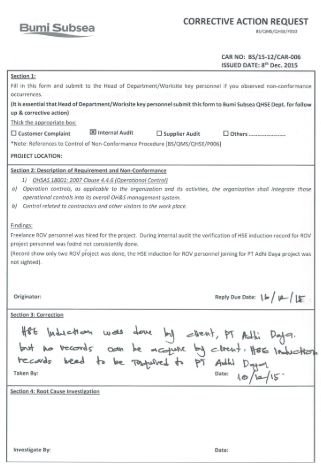 Bumi Subsea
CORRECTIVE ACTION REQUEST
BS/QMS/QHSE/F010
CAR NO: BS/15-12/CAR-006
ISSUED DATE: 8th Dec. 2015
Section 1:
Fill in this form and submit to the Head of Department/Worksite key personnel if you observed non-conformance
occurrences.
(It is essential that Head of Department/Worksite key personnel submit this form to Bumi Subsea QHSE Dept. for follow
up & corrective action)
Thick the appropriate box:
☐ Customer Complaint ☒ Internal Audit ☐ Supplier Audit ☐ Others
*Note: References to Control of Non-Conformance Procedure [BS/QMS/QHSE/P006]
PROJECT LOCATION:
Section 2: Description of Requirement and Non-Conformance
1) OHSAS 18001: 2007 Clause 4.4.6 (Operational Control)
a) Operation controls, as applicable to the organization and its activities, the organization shall integrate those
operational controls into its overall OH&S management system.
b) Control related to contractors and other visitors to the work place.
Findings:
Freelance ROV personnel was hired for the project. During internal audit the verification of HSE induction record for ROV
project personnel was found not consistently done.
(Record show only two ROV project was done, the HSE induction for ROV personnel joining for PT Adhi Daya project was
not sighted).
Originator: Reply Due Date: 16/12/15
Section 3: Correction
HSE Induction was done by client, PT Adhi Daya.
but no records can be acquire by client. HSE Induction
records need to be required to PT Adhi Daya
Taken By: Date: 10/12/15
Section 4: Root Cause Investigation
Investigate By: Date: